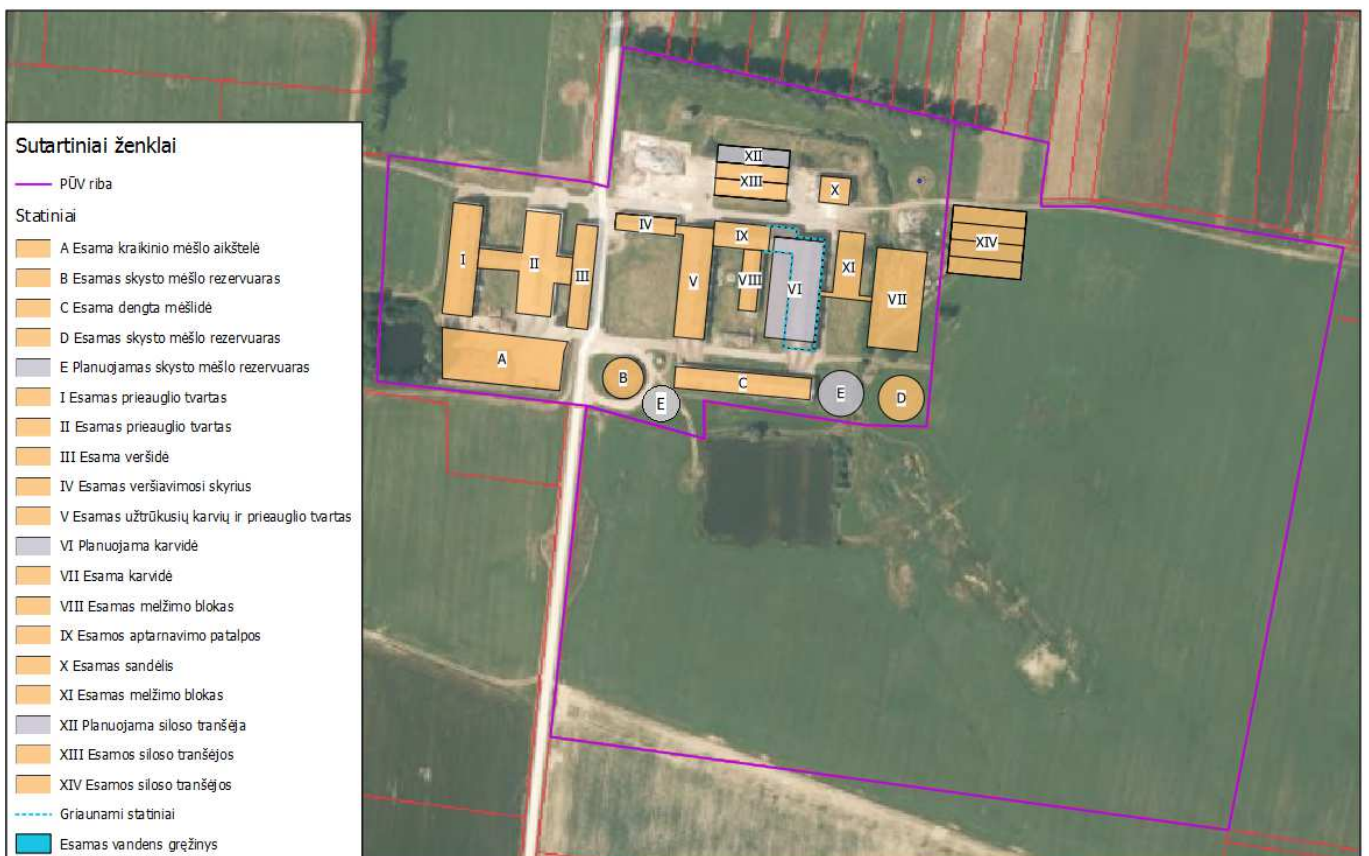 Sutartiniai ženklai
PŪV riba
Statiniai
A Esama kraikinio mėšlo aikštelė
B Esamas skysto mėšlo rezervuaras
C Esama dengta mėšlidė
D Esamas skysto mėšlo rezervuaras
E Planuojamas skysto mėšlo rezervuaras
I Esamas prieauglio tvartas
II Esamas prieauglio tvartas
III Esama veršidė
IV Esamas veršiavimosi skyrius
V Esamas užtrūkusių karvių ir prieauglio tvartas
VI Planuojama karvidė
VII Esama karvidė
VIII Esamas melžimo blokas
IX Esamos aptarnavimo patalpos
X Esamas sandėlis
XI Esamas melžimo blokas
XII Planuojama siloso tranšėja
XIII Esamos siloso tranšėjos
XIV Esamos siloso tranšėjos
Griaunami statiniai
Esamas vandens gręžinys
XII
XIII
X
I
II
III
IV
V
IX
VIII
VI
XI
VII
XIV
A
B
E
C
E
D